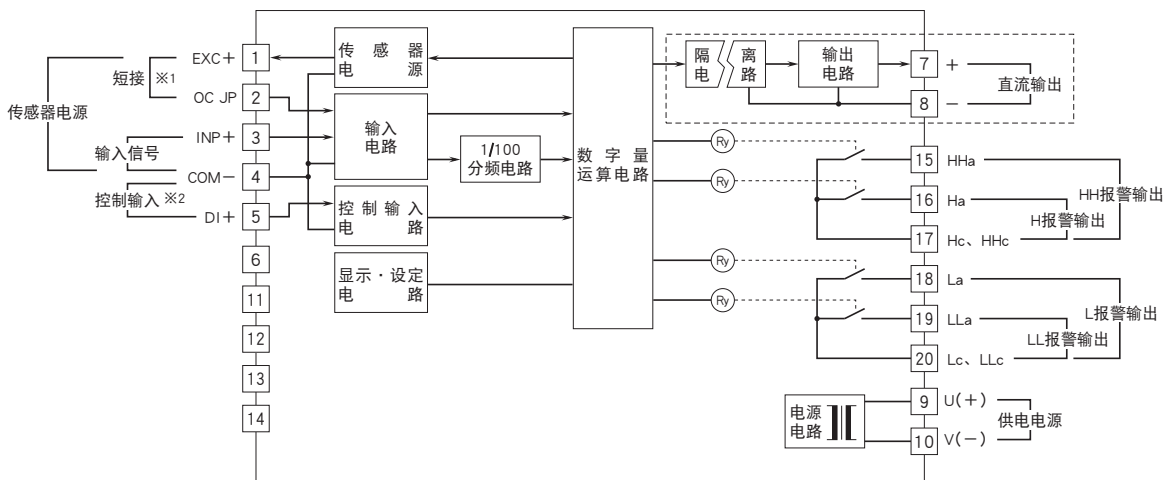 传感器电源
短接 ※1
输入信号
控制输入 ※2
EXC+ 1
OC JP 2
INP+ 3
COM− 4
DI+ 5
6
11
12
13
14
传感器
电源
输入
电路
1/100
分频电路
控制输入
电路
显示·设定
电路
数字量
运算电路
隔离
电路
输出
电路
7 +
8 −
直流输出
Ry
Ry
Ry
Ry
15 HHa
16 Ha
17 Hc、HHc
H报警输出
HH报警输出
18 La
19 LLa
20 Lc、LLc
LL报警输出
L报警输出
电源
电路
9 U(+)
10 V(−)
供电电源